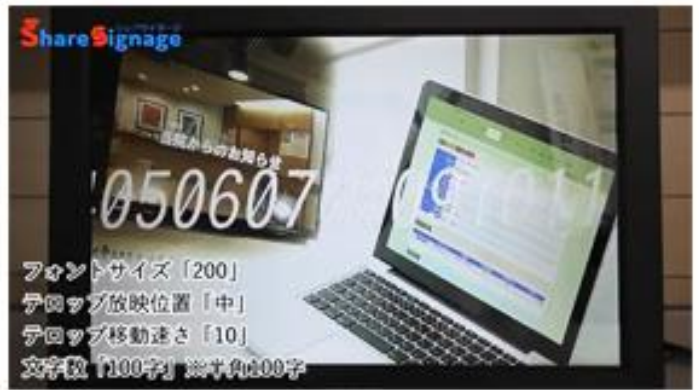 ShareSignage
医院からのお知らせ
050607
フォントサイズ「200」
テロップ放映位置「中」
テロップ移動速さ「10」
文字数「100字」※半角100字